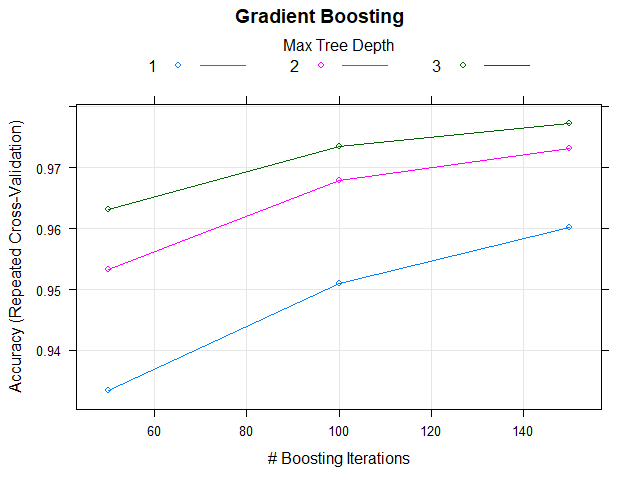 Gradient Boosting
Max Tree Depth
1 2 3
Accuracy (Repeated Cross-Validation)
0.97
0.96
0.95
0.94
60 80 100 120 140
# Boosting Iterations